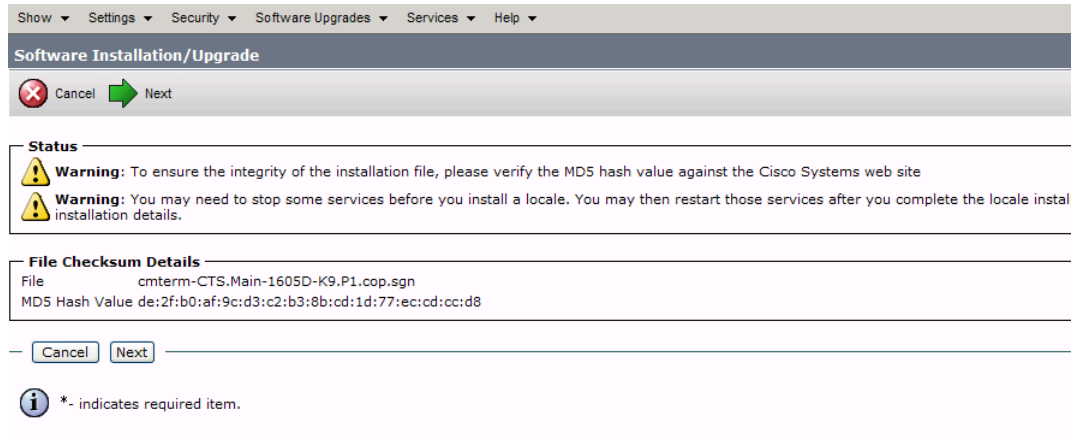 Show Settings Security Software Upgrades Services Help
Software Installation/Upgrade
Cancel Next
Status
Warning: To ensure the integrity of the installation file, please verify the MD5 hash value against the Cisco Systems web site
Warning: You may need to stop some services before you install a locale. You may then restart those services after you complete the locale instal
installation details.
File Checksum Details
File cmterm-CTS.Main-1605D-K9.P1.cop.sgn
MD5 Hash Value de:2f:b0:af:9c:d3:c2:b3:8b:cd:1d:77:ec:cd:cc:d8
Cancel Next
*- indicates required item.